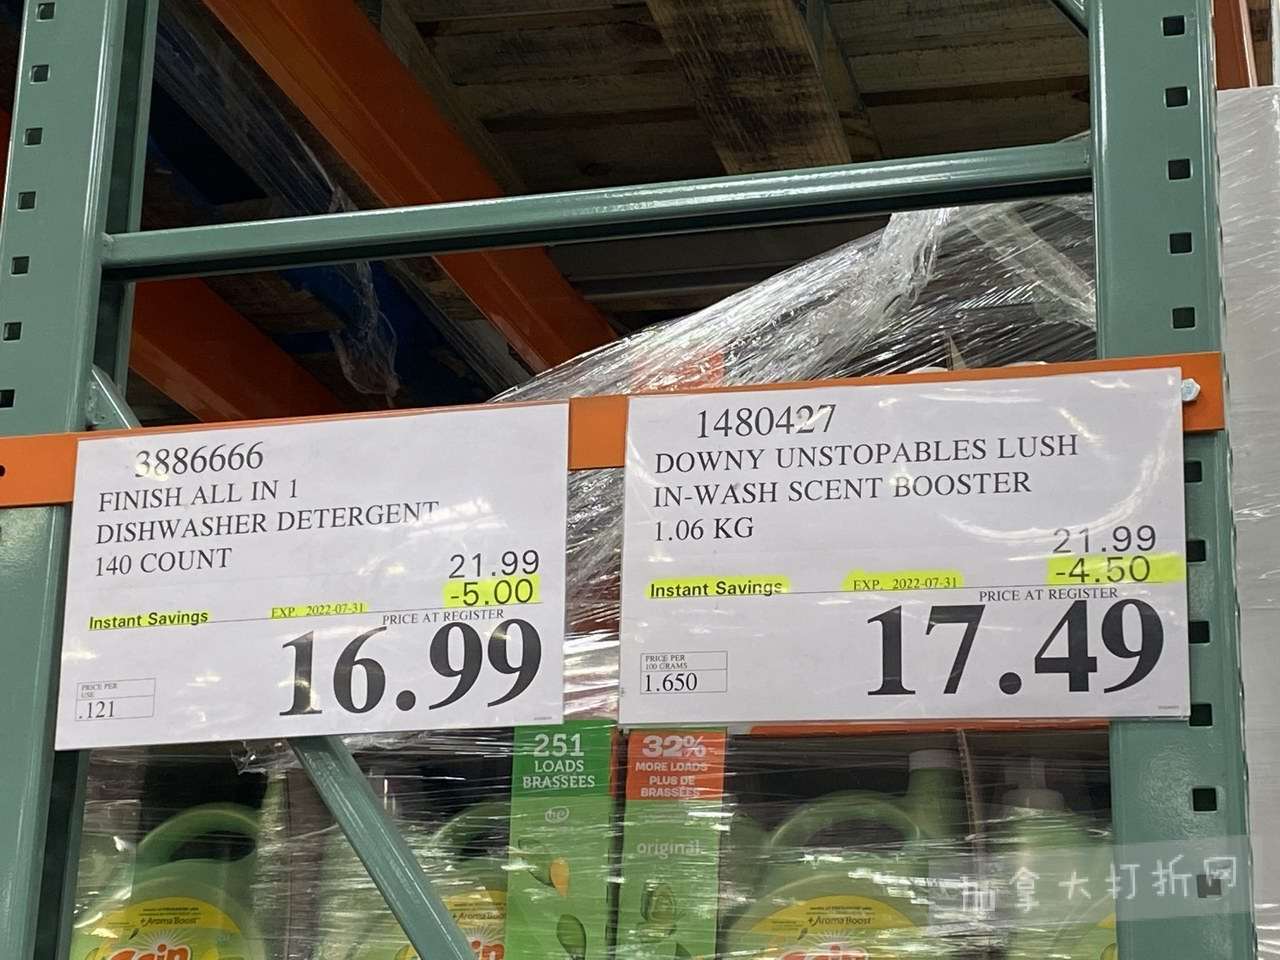 3886666
FINISH ALL IN 1
DISHWASHER DETERGENT
140 COUNT
21.99
-5.00
Instant Savings
EXP. 2022-07-31
PRICE AT REGISTER
16.99
PRICE PER
USE
.121
1480427
DOWNY UNSTOPABLES LUSH
IN-WASH SCENT BOOSTER
1.06 KG
21.99
-4.50
Instant Savings
EXP. 2022-07-31
PRICE AT REGISTER
17.49
PRICE PER
100 GRAMS
1.650
251
LOADS
BRASSÉES
32%
MORE LOADS
PLUS DE
BRASSÉES
original
+AromaBoost
+AromaBoost
加拿大打折网